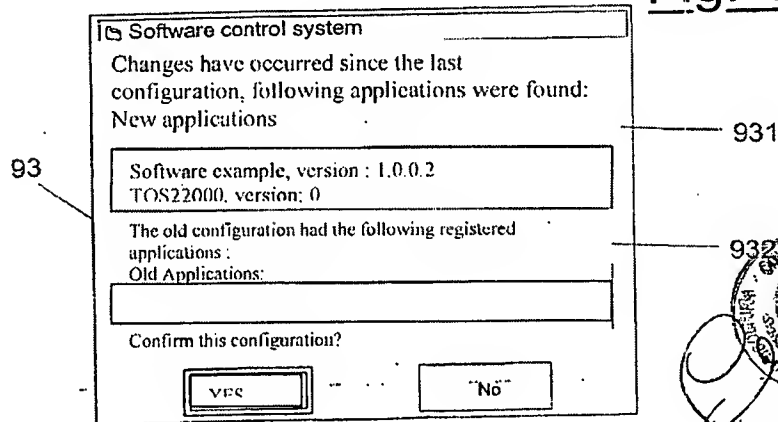 Fig.
Software control system
Changes have occurred since the last
configuration, following applications were found:
New applications
931
93
Software example, version : 1.0.0.2
TOS22000, version: 0
The old configuration had the following registered
applications :
932
Old Applications:
Confirm this configuration?
YES
No